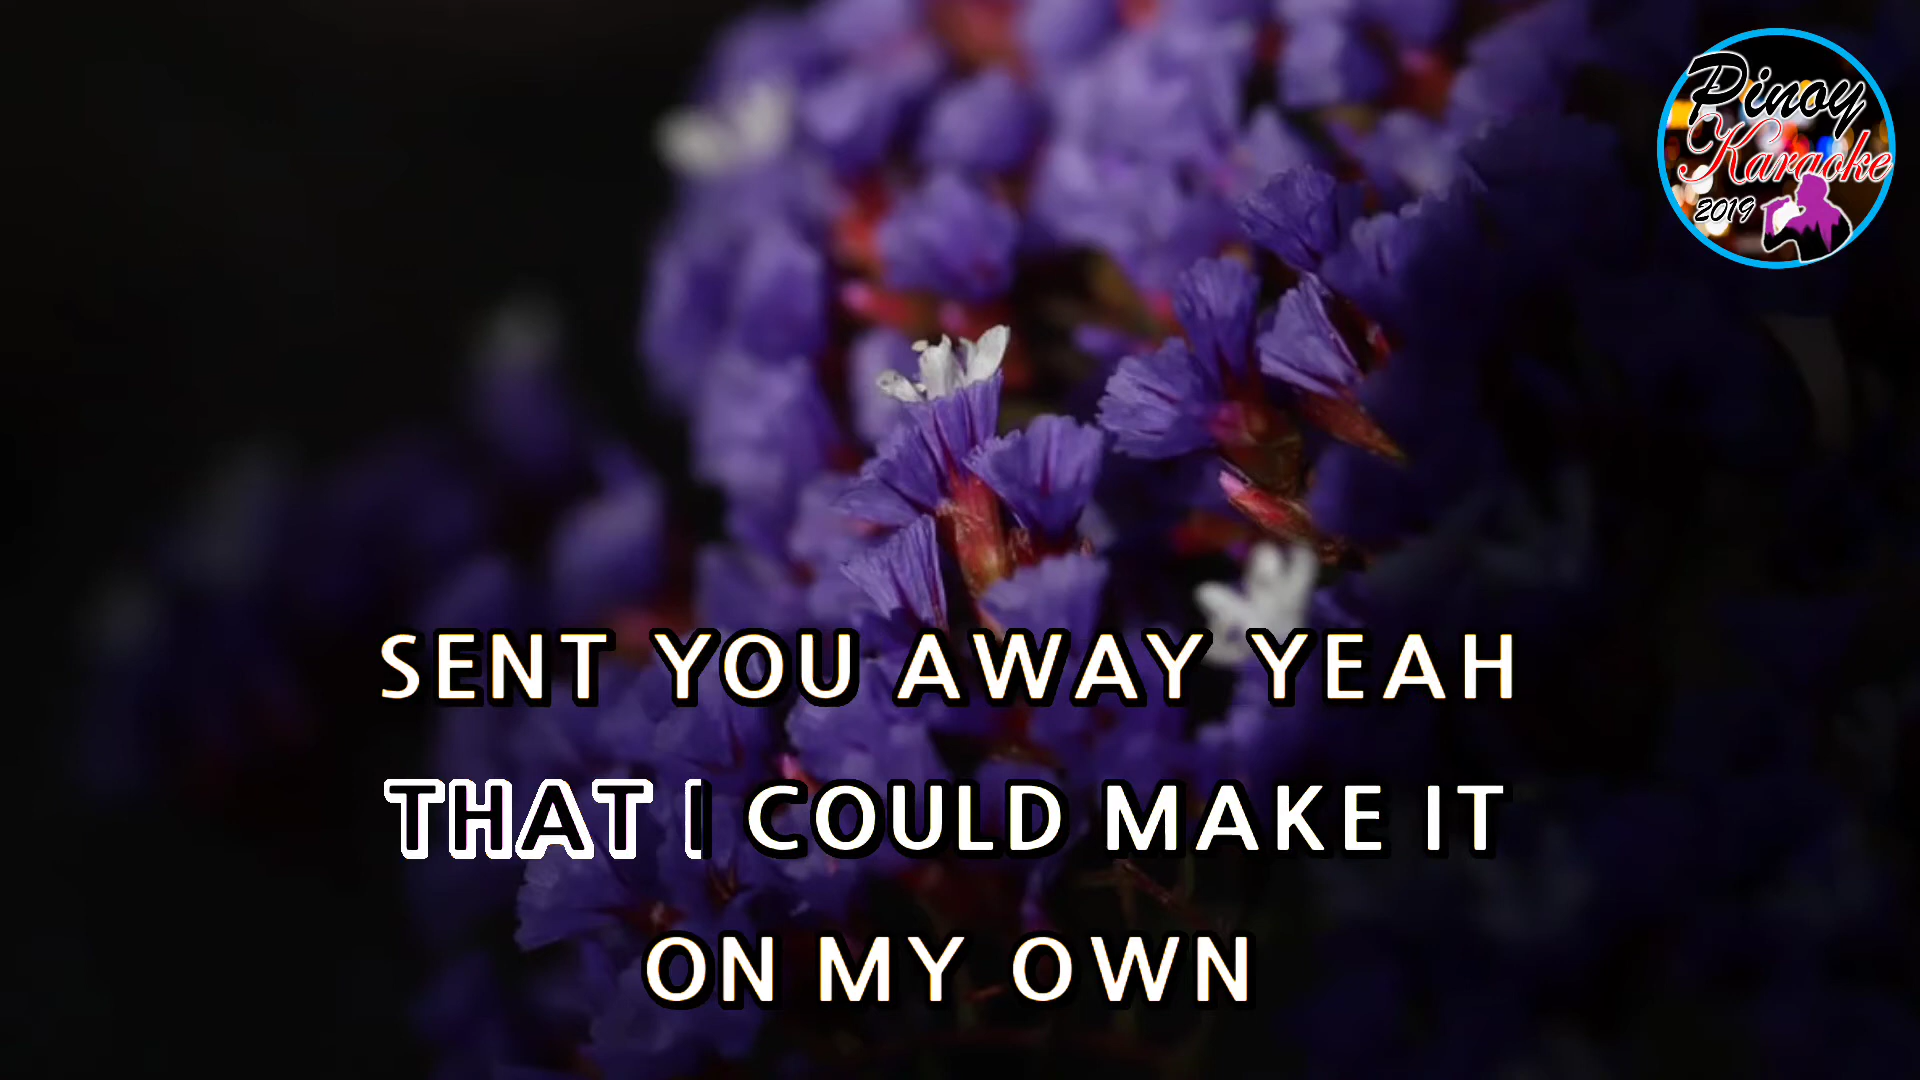 Pinoy
Karaoke
2019
SENT YOU AWAY YEAH
THAT I COULD MAKE IT
ON MY OWN